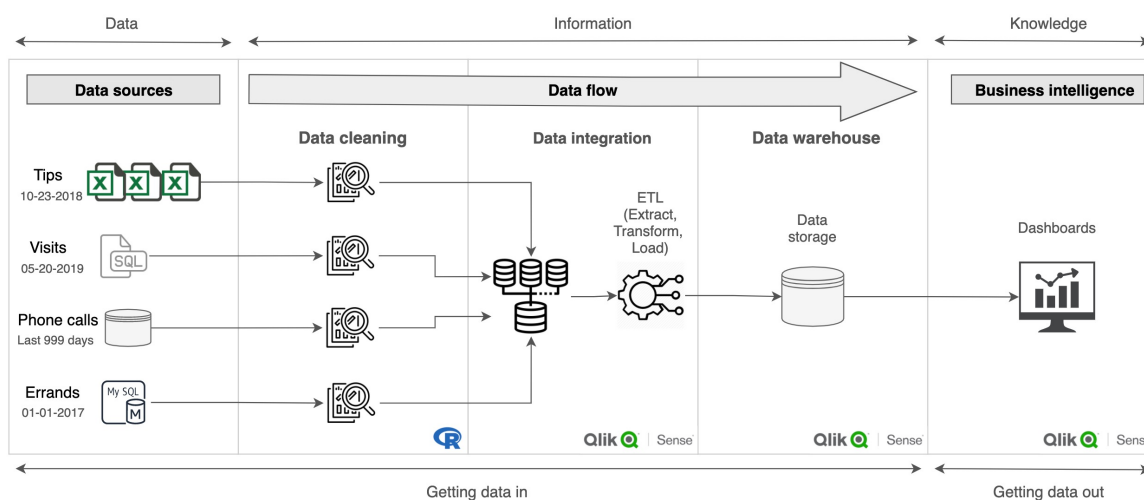 Data
Information
Knowledge
Data sources
Data flow
Business intelligence
Data cleaning
Data integration
Data warehouse
Tips
10-23-2018
X X X
Visits
05-20-2019
SQL
Phone calls
Last 999 days
Errands
01-01-2017
My SQL
M
ETL
(Extract,
Transform,
Load)
Data
storage
Dashboards
R
Qlik Q Sense
Qlik Q Sense
Qlik Q Sens
Getting data in
Getting data out